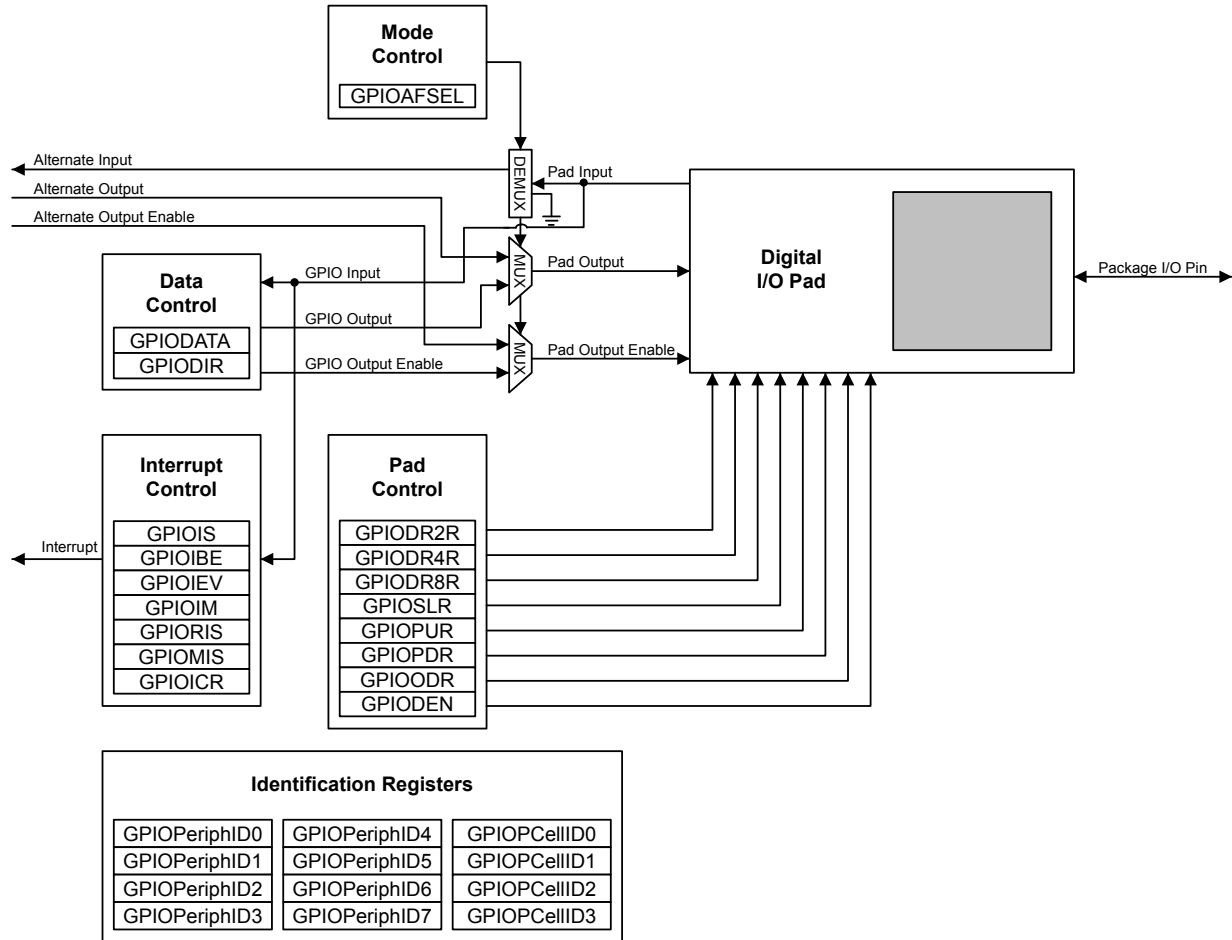 Mode
Control
GPIOAFSEL
Alternate Input
Alternate Output
Alternate Output Enable
DEMUX
Pad Input
MUX
Pad Output
MUX
Pad Output Enable
Digital
I/O Pad
Package I/O Pin
Data
Control
GPIODATA
GPIODIR
GPIO Input
GPIO Output
GPIO Output Enable
Interrupt
Control
GPIOIS
GPIOIBE
GPIOIEV
GPIOIM
GPIORIS
GPIOMIS
GPIOICR
Interrupt
Pad
Control
GPIODR2R
GPIODR4R
GPIODR8R
GPIOSLR
GPIOPUR
GPIOPDR
GPIOODR
GPIODEN
Identification Registers
GPIOPeriphID0
GPIOPeriphID1
GPIOPeriphID2
GPIOPeriphID3
GPIOPeriphID4
GPIOPeriphID5
GPIOPeriphID6
GPIOPeriphID7
GPIOPCellID0
GPIOPCellID1
GPIOPCellID2
GPIOPCellID3